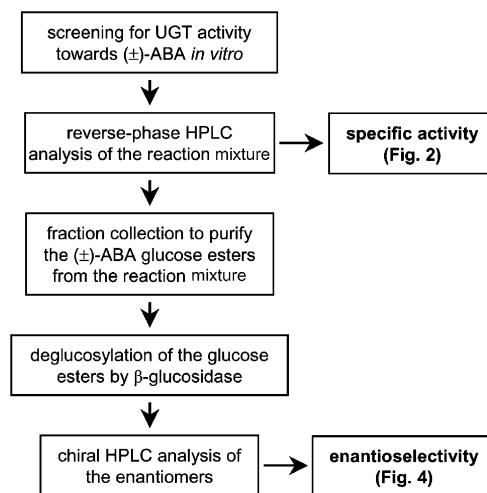 screening for UGT activity
towards (±)-ABA in vitro
reverse-phase HPLC
analysis of the reaction mixture
specific activity
(Fig. 2)
fraction collection to purify
the (±)-ABA glucose esters
from the reaction mixture
deglucosylation of the glucose
esters by β-glucosidase
chiral HPLC analysis of
the enantiomers
enantioselectivity
(Fig. 4)